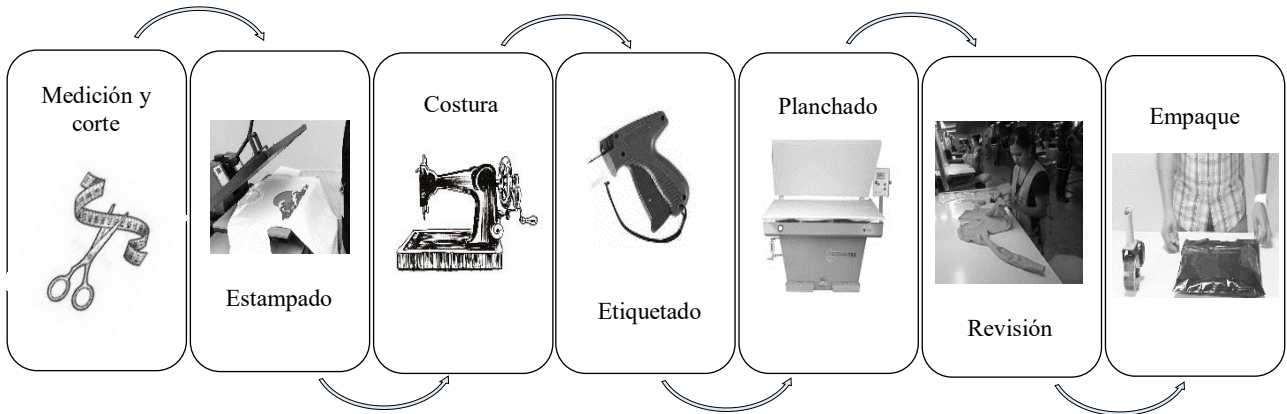 Medición y
corte
Estampado
Costura
Etiquetado
Planchado
Revisión
Empaque